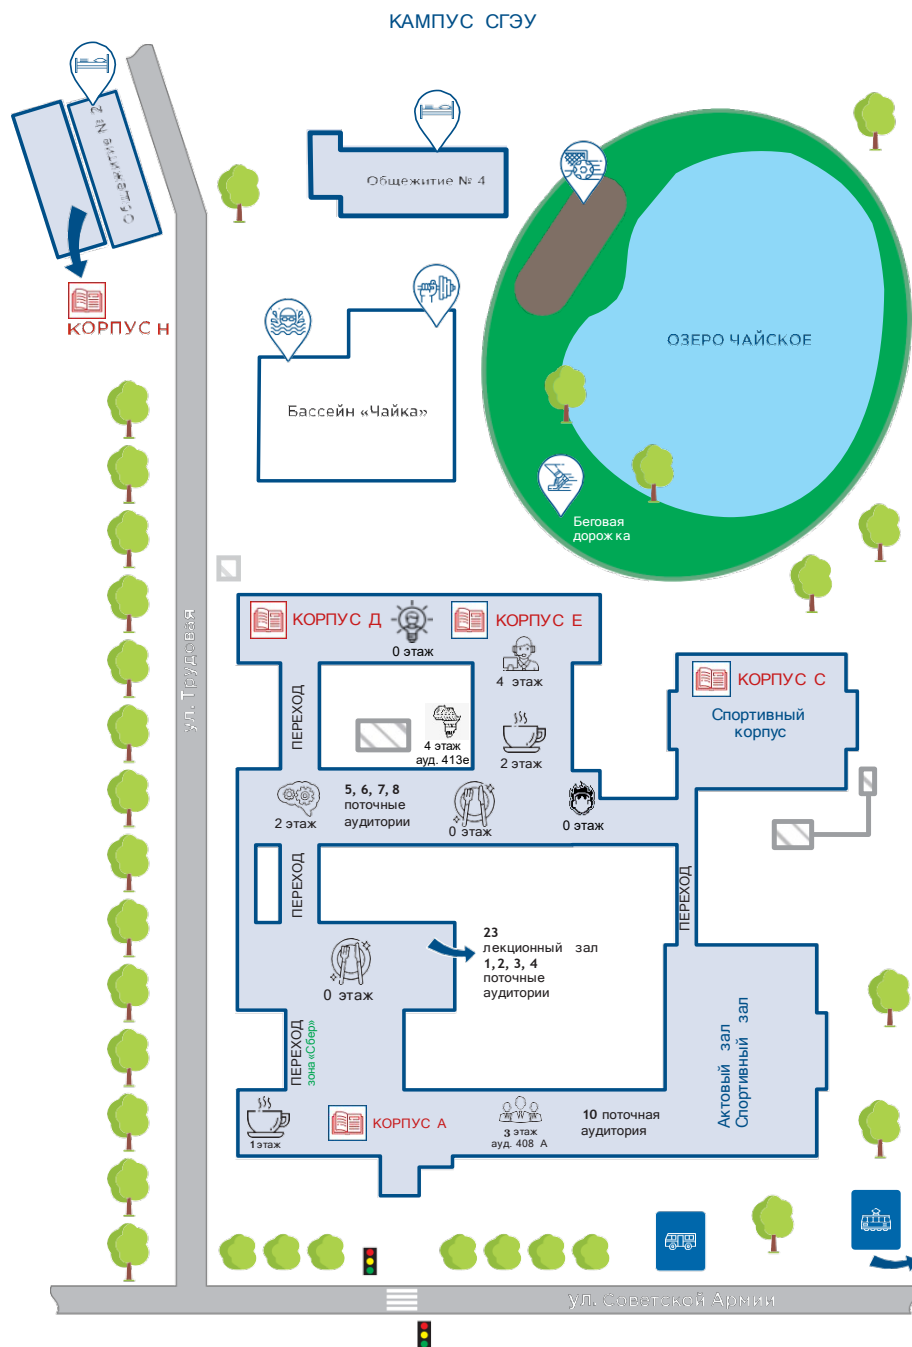 КАМПУС СГЭУ
Общежитие № 2
Общежитие № 4
КОРПУС Н
ОЗЕРО ЧАЙСКОЕ
Бассейн «Чайка»
Беговая
дорожка
ул. Трудовая
КОРПУС Д
0 этаж
КОРПУС Е
4 этаж
ПЕРЕХОД
4 этаж
ауд. 413е
2 этаж
КОРПУС С
Спортивный
корпус
2 этаж
5, 6, 7, 8
поточные
аудитории
0 этаж
0 этаж
ПЕРЕХОД
ПЕРЕХОД
23
лекционный зал
1, 2, 3, 4
поточные
аудитории
0 этаж
ПЕРЕХОД
зона «Сбер»
Актовый зал
Спортивный зал
1 этаж
КОРПУС А
3 этаж
ауд. 408 А
10 поточная
аудитория
ул. Советской Армии